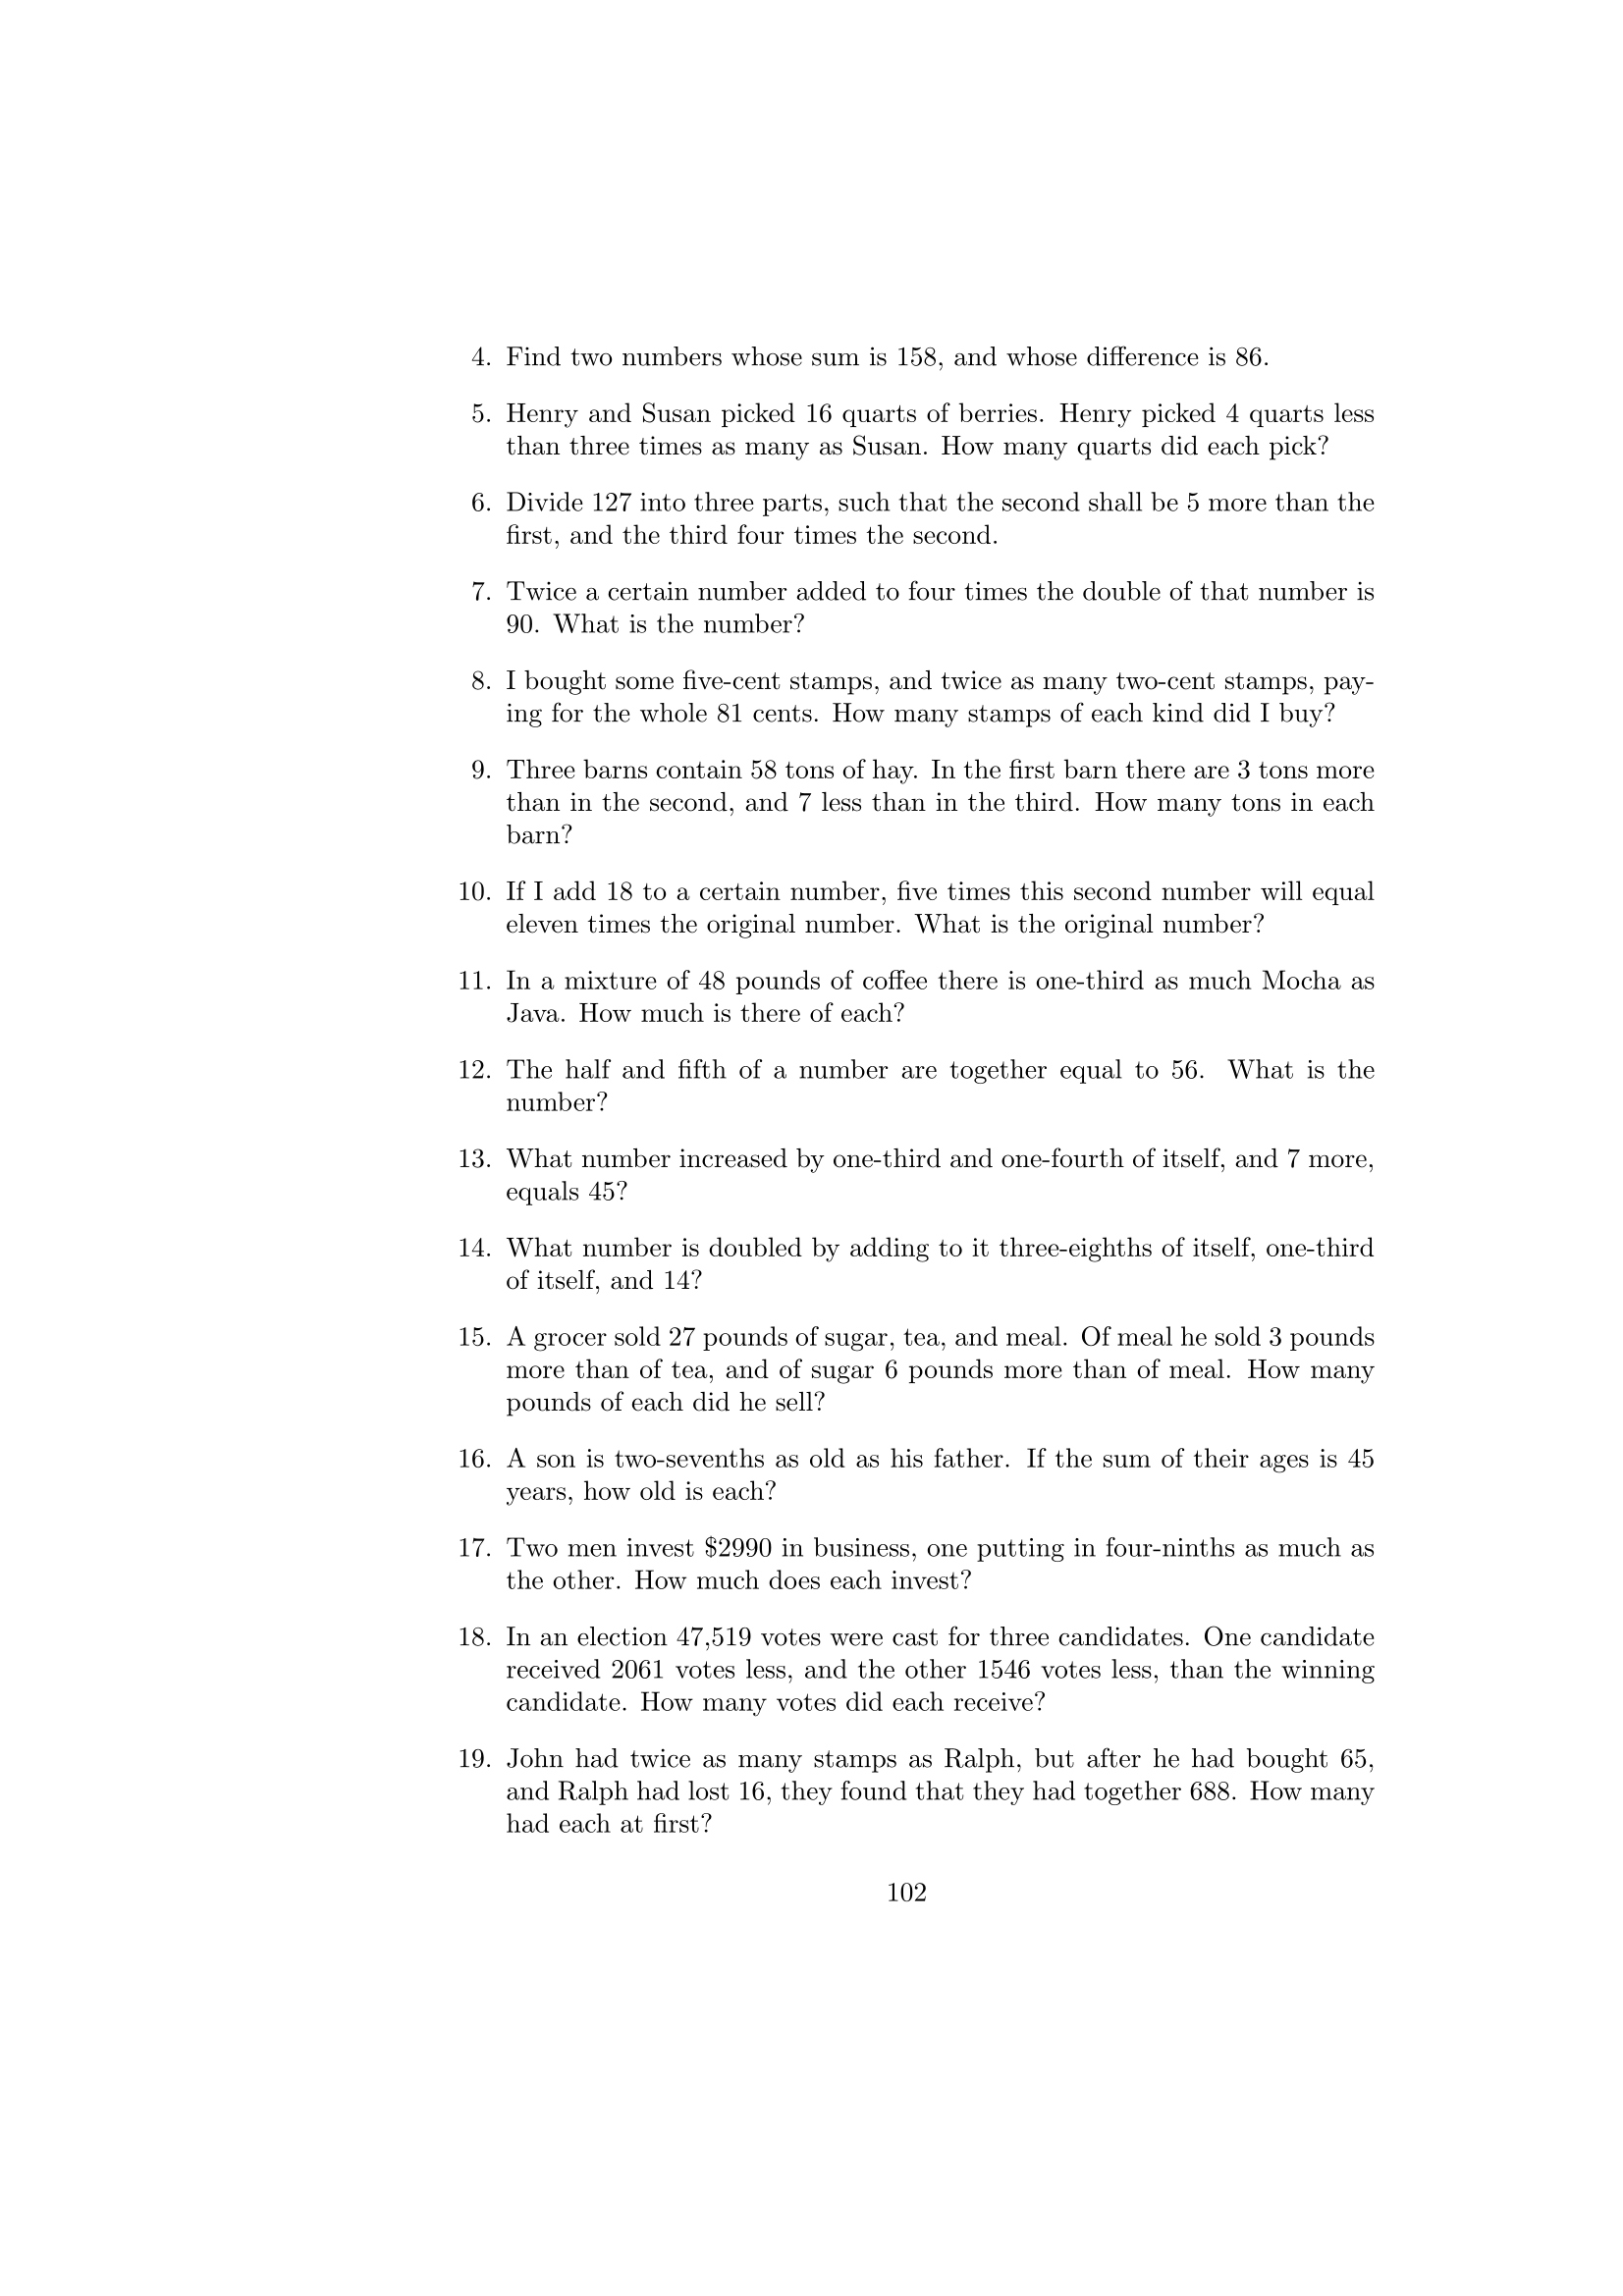 4. Find two numbers whose sum is 158, and whose difference is 86.
5. Henry and Susan picked 16 quarts of berries. Henry picked 4 quarts less
than three times as many as Susan. How many quarts did each pick?
6. Divide 127 into three parts, such that the second shall be 5 more than the
first, and the third four times the second.
7. Twice a certain number added to four times the double of that number is
90. What is the number?
8. I bought some five-cent stamps, and twice as many two-cent stamps, pay-
ing for the whole 81 cents. How many stamps of each kind did I buy?
9. Three barns contain 58 tons of hay. In the first barn there are 3 tons more
than in the second, and 7 less than in the third. How many tons in each
barn?
10. If I add 18 to a certain number, five times this second number will equal
eleven times the original number. What is the original number?
11. In a mixture of 48 pounds of coffee there is one-third as much Mocha as
Java. How much is there of each?
12. The half and fifth of a number are together equal to 56. What is the
number?
13. What number increased by one-third and one-fourth of itself, and 7 more,
equals 45?
14. What number is doubled by adding to it three-eighths of itself, one-third
of itself, and 14?
15. A grocer sold 27 pounds of sugar, tea, and meal. Of meal he sold 3 pounds
more than of tea, and of sugar 6 pounds more than of meal. How many
pounds of each did he sell?
16. A son is two-sevenths as old as his father. If the sum of their ages is 45
years, how old is each?
17. Two men invest $2990 in business, one putting in four-ninths as much as
the other. How much does each invest?
18. In an election 47,519 votes were cast for three candidates. One candidate
received 2061 votes less, and the other 1546 votes less, than the winning
candidate. How many votes did each receive?
19. John had twice as many stamps as Ralph, but after he had bought 65,
and Ralph had lost 16, they found that they had together 688. How many
had each at first?
102